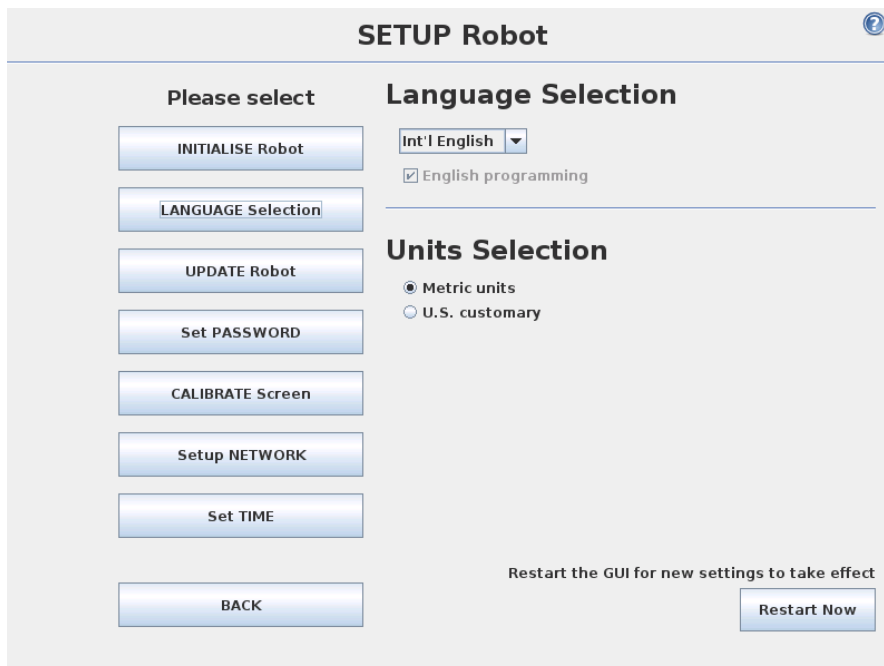 SETUP Robot
?
Please select
INITIALISE Robot
LANGUAGE Selection
UPDATE Robot
Set PASSWORD
CALIBRATE Screen
Setup NETWORK
Set TIME
BACK
Language Selection
Int'l English
English programming
Units Selection
Metric units
U.S. customary
Restart the GUI for new settings to take effect
Restart Now